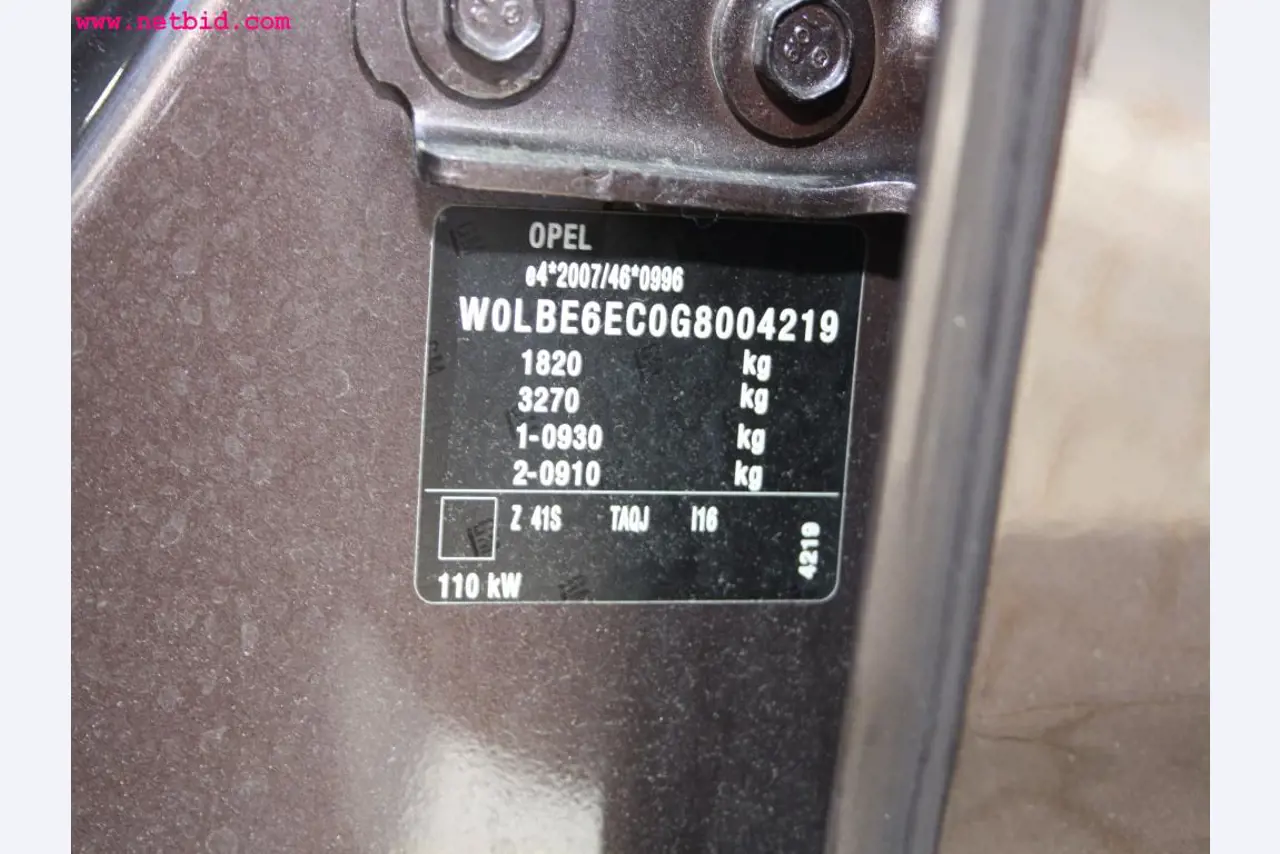 www.netbid.com
OPEL
e4*2007/46*0996
W0LBE6EC0G8004219
1820 kg
3270 kg
1-0930 kg
2-0910 kg
Z 41S TAQJ I16
4219
110 kW